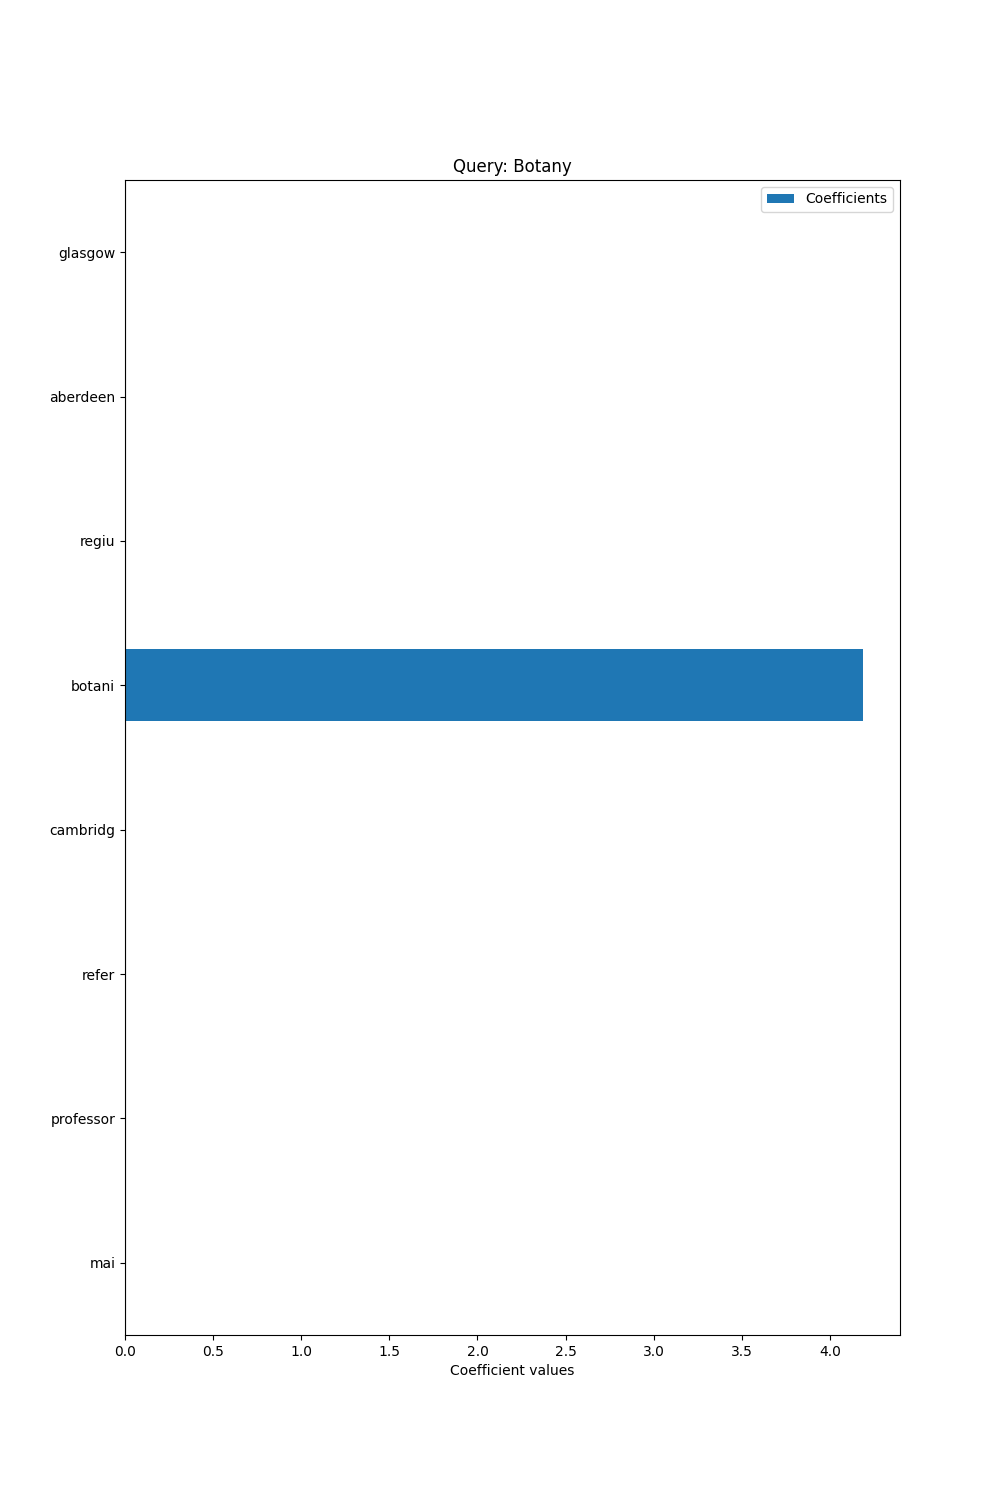 Query: Botany
Coefficients
glasgow
aberdeen
regiu
botani
cambridg
refer
professor
mai
0.0 0.5 1.0 1.5 2.0 2.5 3.0 3.5 4.0
Coefficient values